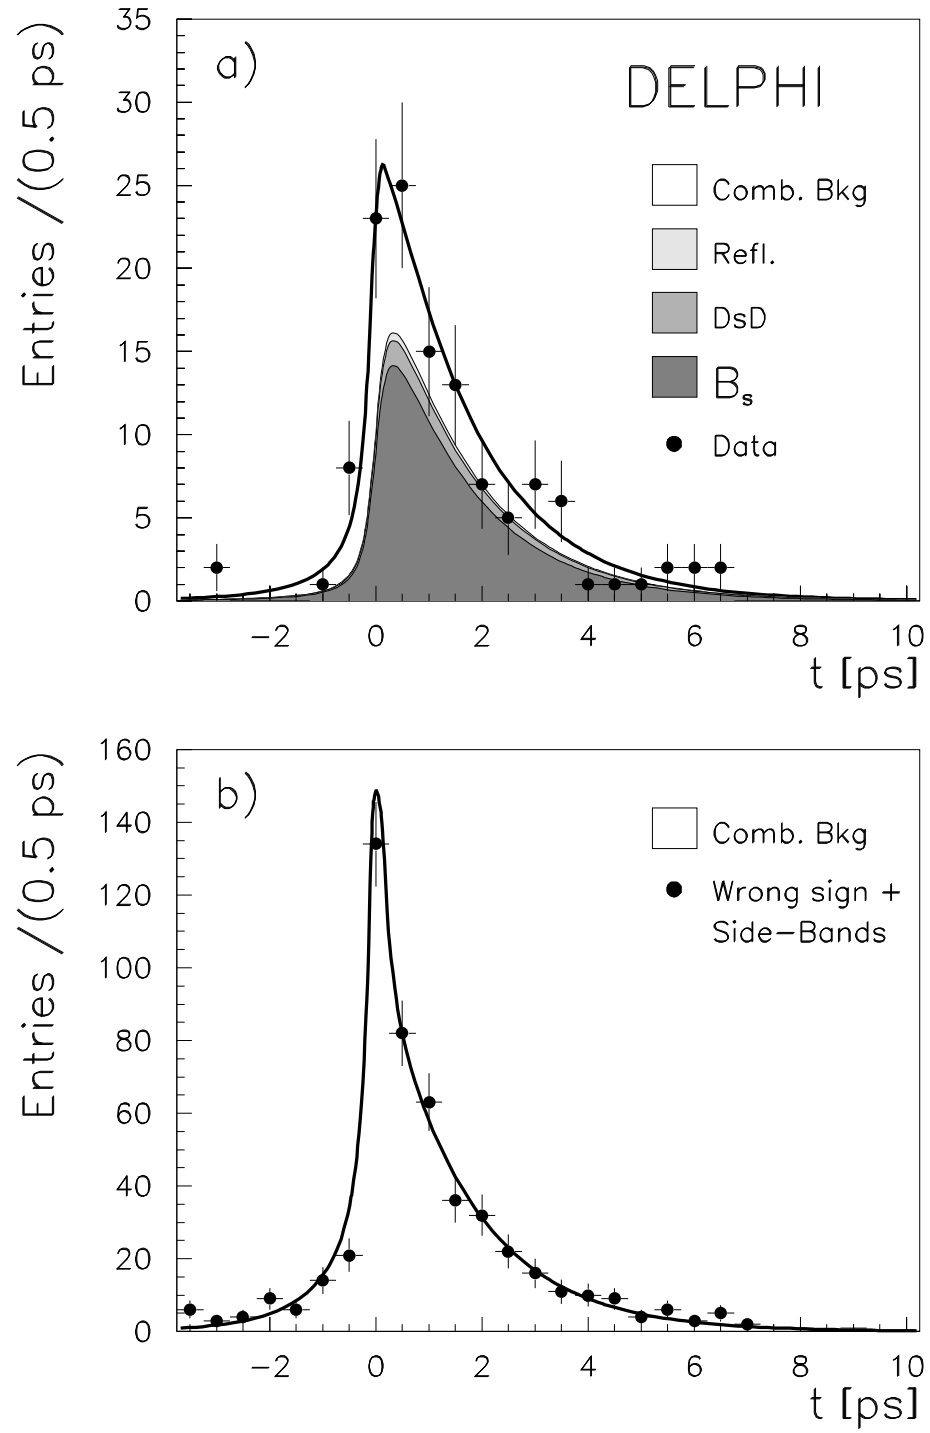 35
30
25
20
15
10
5
0
Entries /(0.5 ps)
a)
DELPHI
Comb. Bkg
Refl.
DsD
Bs
Data
−2 0 2 4 6 8 10
t [ps]
160
140
120
100
80
60
40
20
0
Entries /(0.5 ps)
b)
Comb. Bkg
Wrong sign +
Side−Bands
−2 0 2 4 6 8 10
t [ps]